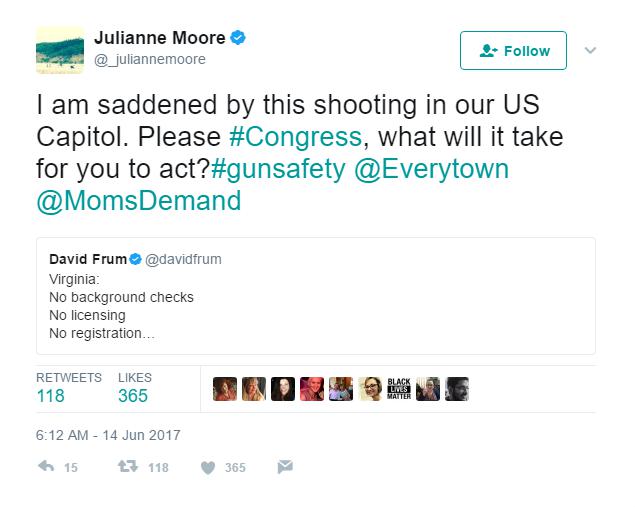 Julianne Moore
@_juliannemoore
Follow
I am saddened by this shooting in our US
Capitol. Please #Congress, what will it take
for you to act?#gunsafety @Everytown
@MomsDemand
David Frum @davidfrum
Virginia:
No background checks
No licensing
No registration…
RETWEETS LIKES
118 365
BLACK
LIVES
MATTER
6:12 AM - 14 Jun 2017
15 118 365